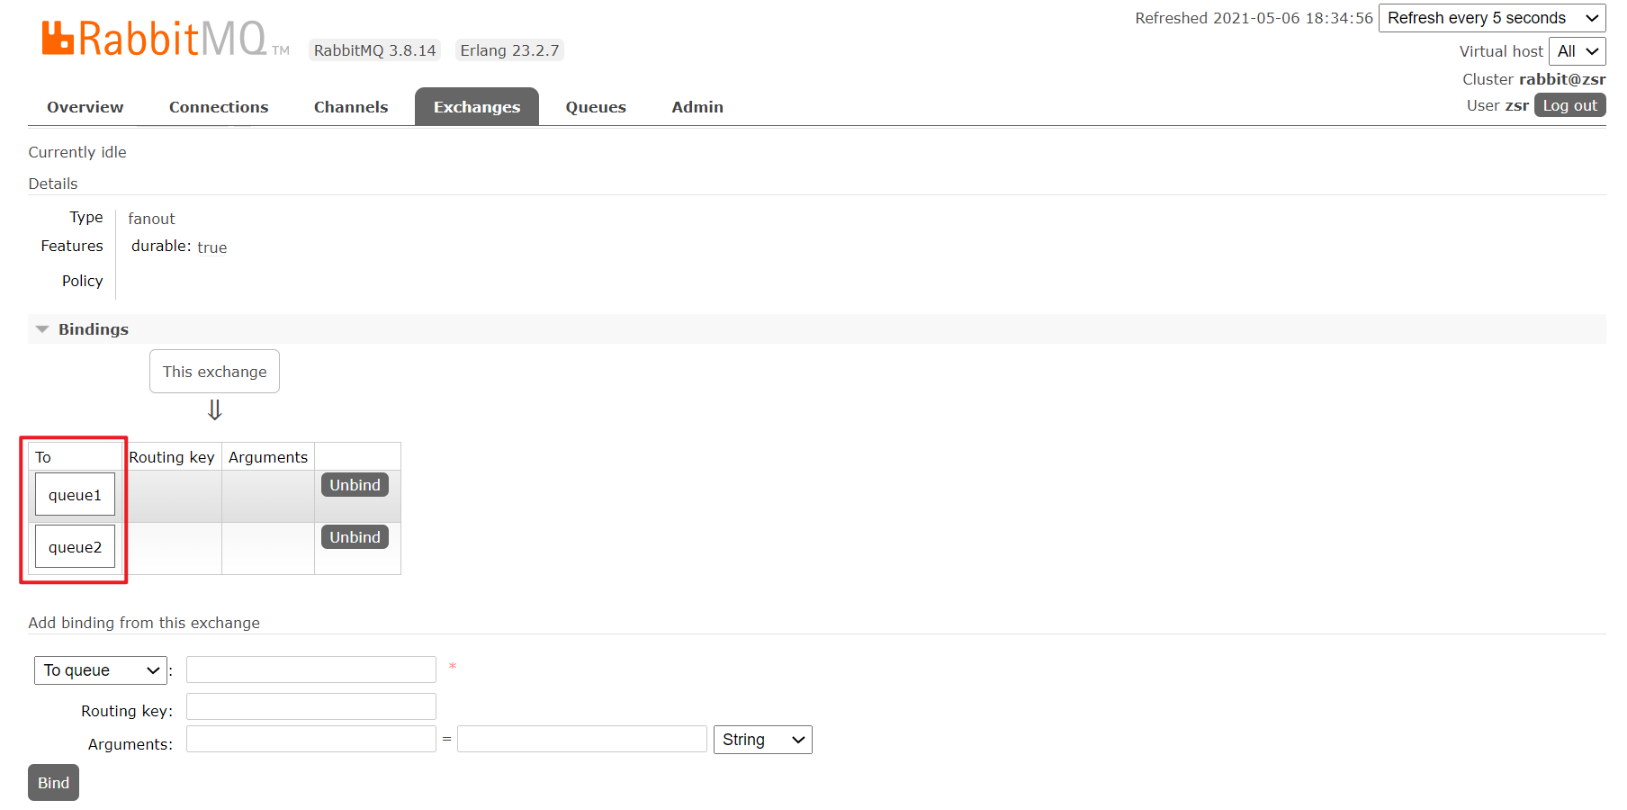 RabbitMQ TM RabbitMQ 3.8.14 Erlang 23.2.7
Refreshed 2021-05-06 18:34:56 Refresh every 5 seconds
Virtual host All
Cluster rabbit@zsr
User zsr Log out
Overview Connections Channels Exchanges Queues Admin
Currently idle
Details
Type fanout
Features durable: true
Policy
Bindings
This exchange
⇓
To Routing key Arguments
queue1 Unbind
queue2 Unbind
Add binding from this exchange
To queue : *
Routing key:
Arguments: = String
Bind